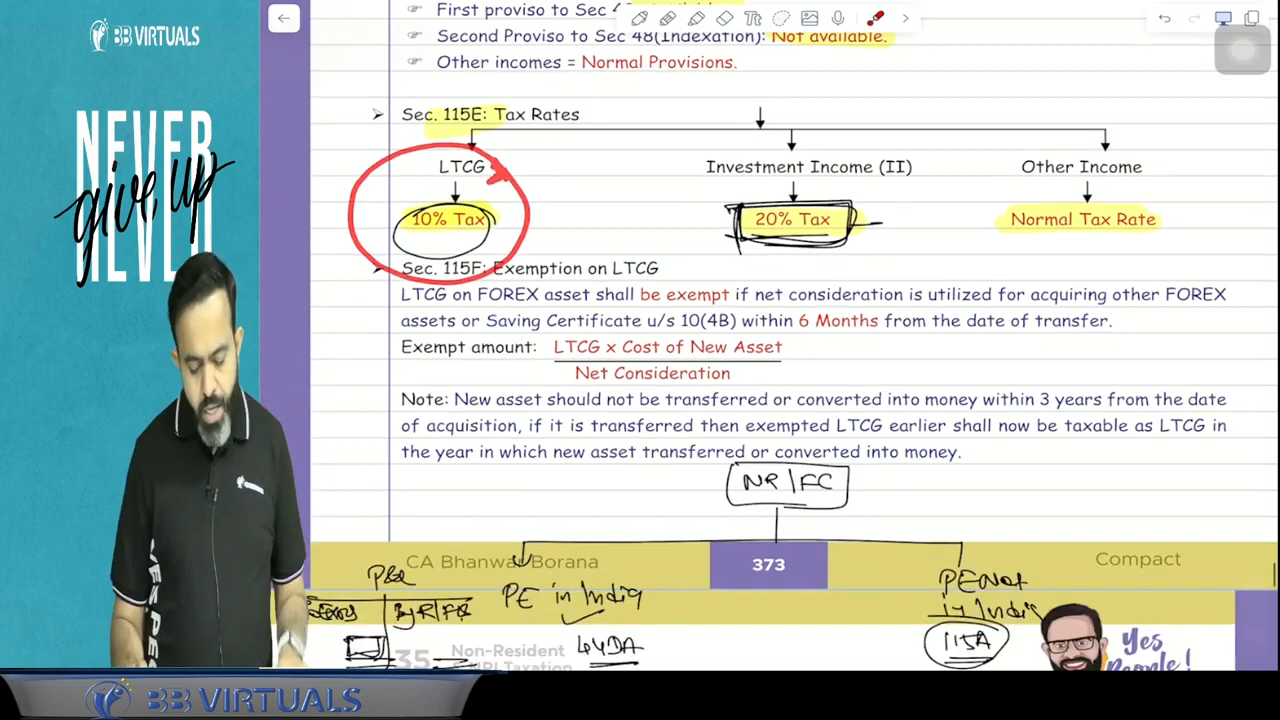 BB VIRTUALS
NEVER
give up
NEVER
First proviso to Sec
Second Proviso to Sec 48(Indexation): Not available.
Other incomes = Normal Provisions.
Sec. 115E: Tax Rates
LTCG
Investment Income (II)
Other Income
10% Tax
20% Tax
Normal Tax Rate
Sec. 115F: Exemption on LTCG
LTCG on FOREX asset shall be exempt if net consideration is utilized for acquiring other FOREX
assets or Saving Certificate u/s 10(4B) within 6 Months from the date of transfer.
Exempt amount: LTCG x Cost of New Asset
Net Consideration
Note: New asset should not be transferred or converted into money within 3 years from the date
of acquisition, if it is transferred then exempted LTCG earlier shall now be taxable as LTCG in
the year in which new asset transferred or converted into money.
NR/FC
CA Bhanwar Borana
373
Compact
PE in India
PE Not
in India
44DA
115A
35
Non-Resident
Taxation
Yes
People!
BB VIRTUALS